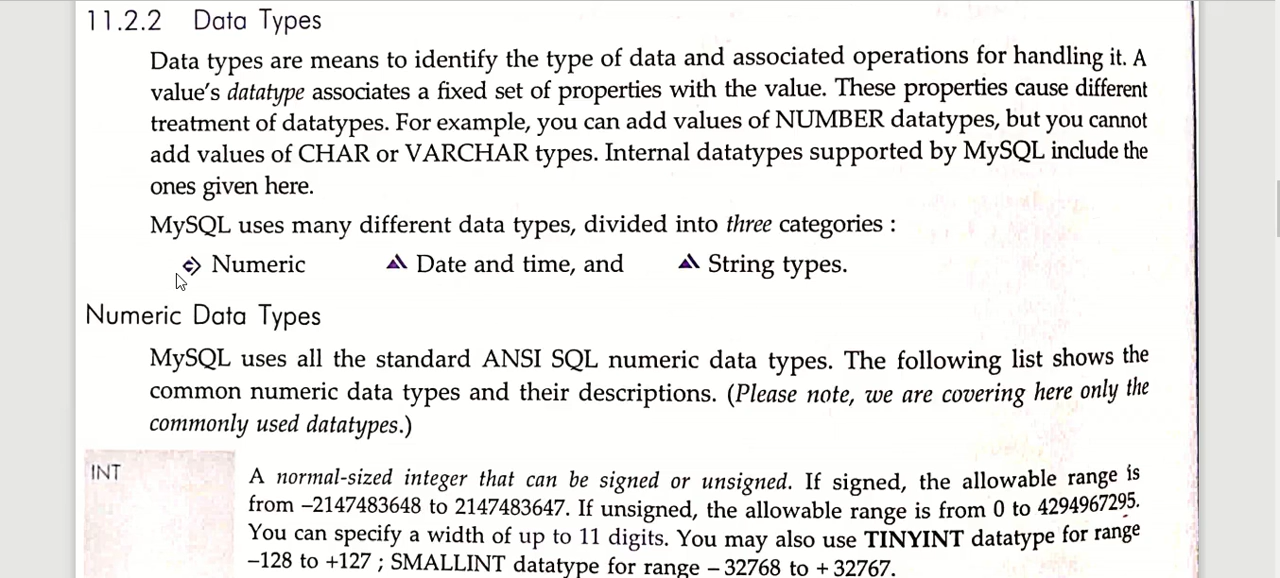 11.2.2 Data Types
Data types are means to identify the type of data and associated operations for handling it. A
value's datatype associates a fixed set of properties with the value. These properties cause different
treatment of datatypes. For example, you can add values of NUMBER datatypes, but you cannot
add values of CHAR or VARCHAR types. Internal datatypes supported by MySQL include the
ones given here.
MySQL uses many different data types, divided into three categories :
Numeric Date and time, and String types.
Numeric Data Types
MySQL uses all the standard ANSI SQL numeric data types. The following list shows the
common numeric data types and their descriptions. (Please note, we are covering here only the
commonly used datatypes.)
INT
A normal-sized integer that can be signed or unsigned. If signed, the allowable range is
from –2147483648 to 2147483647. If unsigned, the allowable range is from 0 to 4294967295.
You can specify a width of up to 11 digits. You may also use TINYINT datatype for range
–128 to +127 ; SMALLINT datatype for range – 32768 to + 32767.